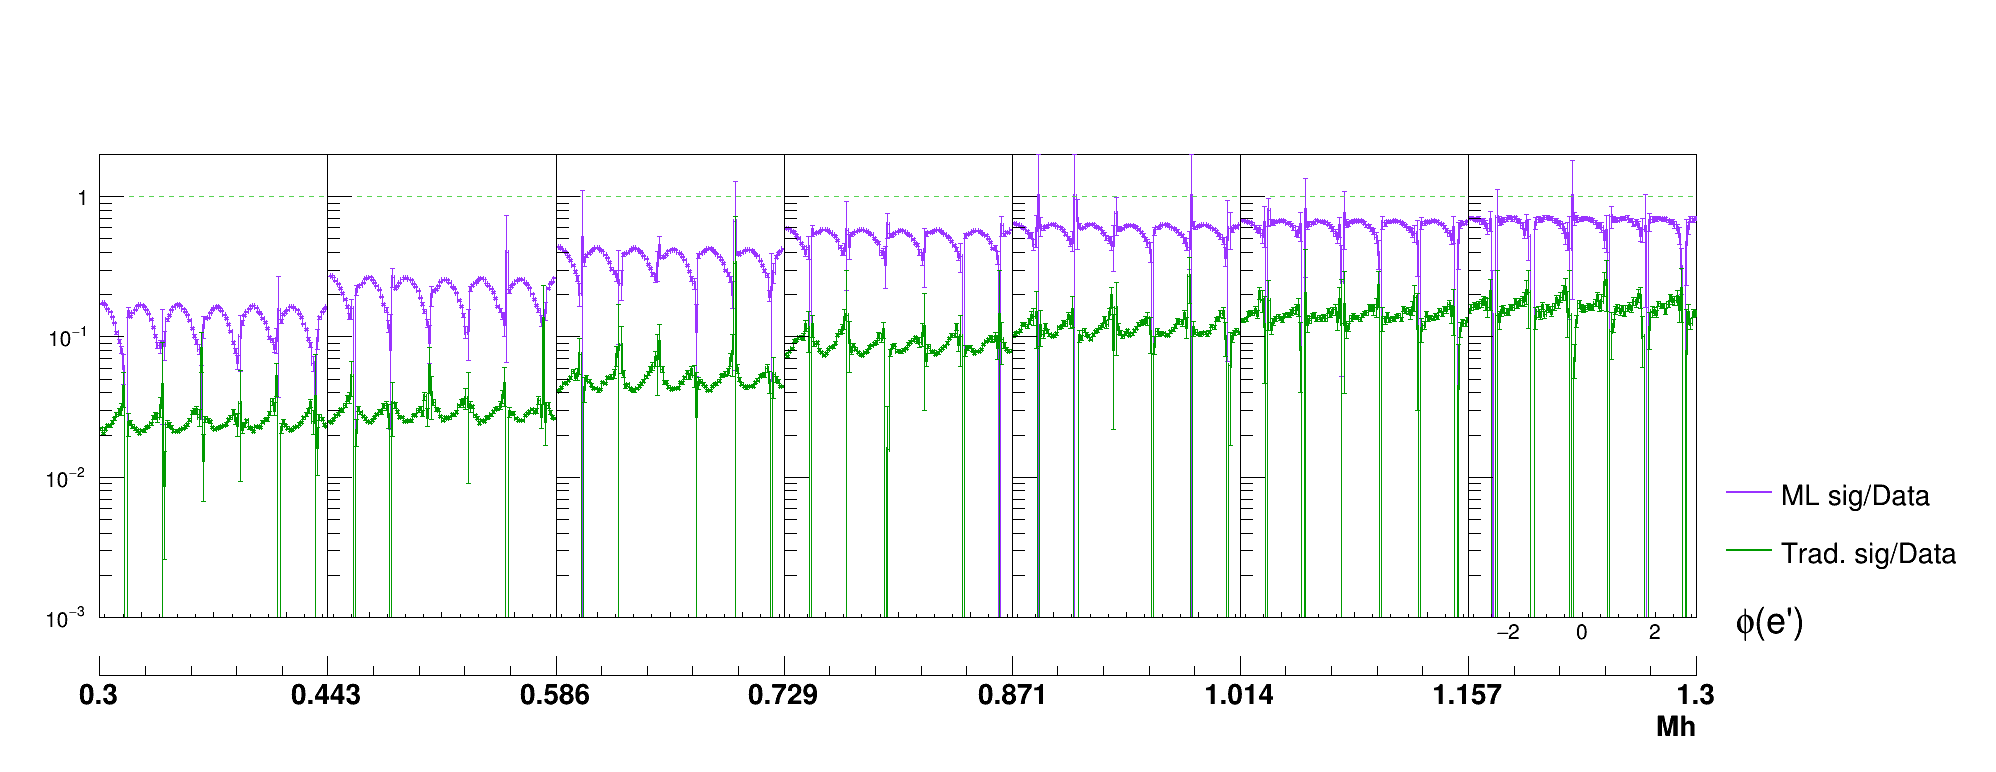 1
10⁻¹
10⁻²
10⁻³
ML sig/Data
Trad. sig/Data
−2 0 2
ϕ(e')
0.3 0.443 0.586 0.729 0.871 1.014 1.157 1.3
Mh